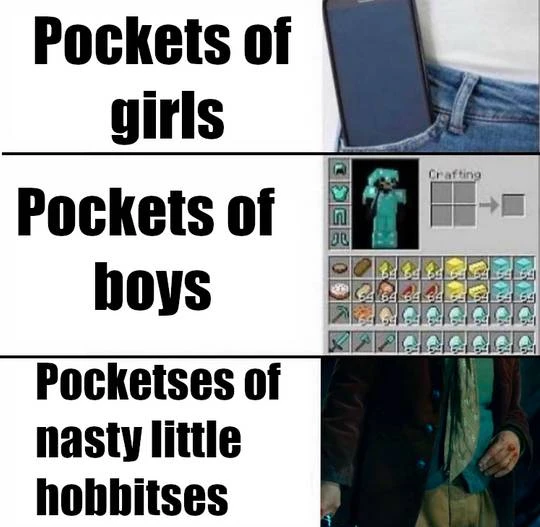 Pockets of
girls
Pockets of
boys
Crafting
Pocketses of
nasty little
hobbitses